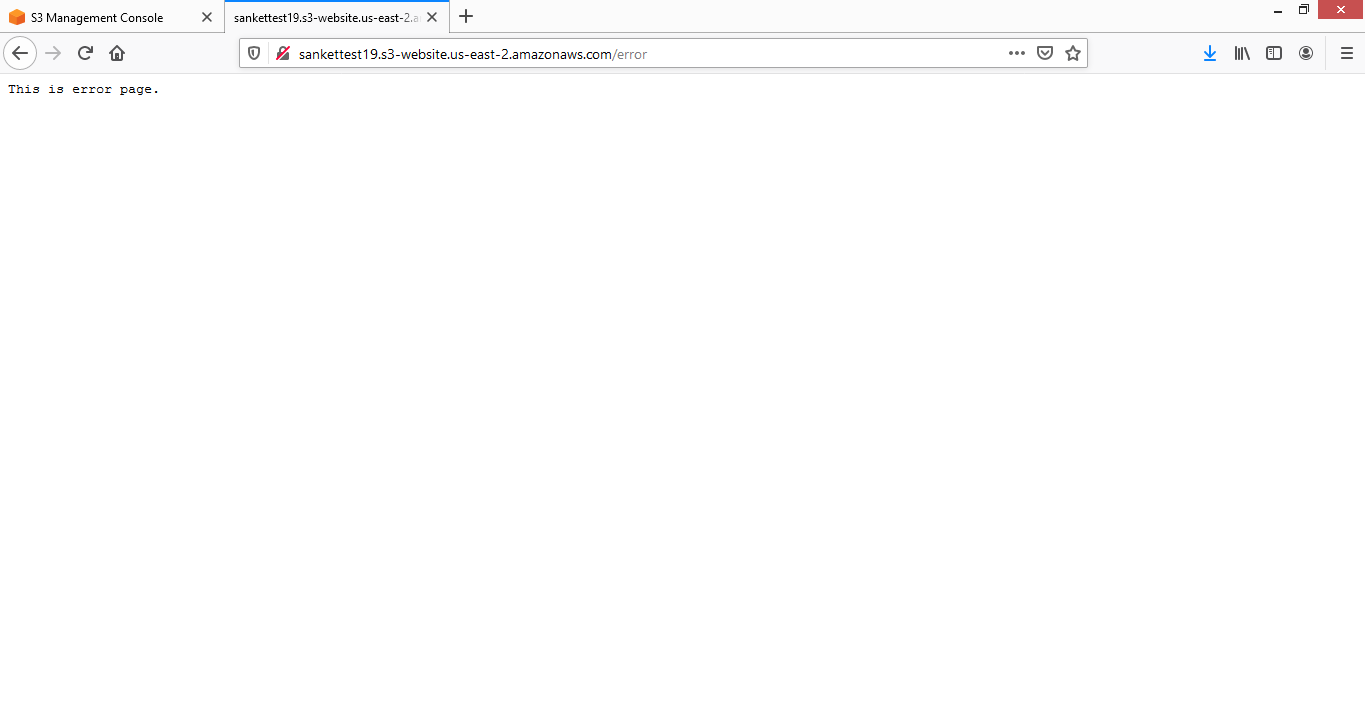 S3 Management Console
sankettest19.s3-website.us-east-2.a
sankettest19.s3-website.us-east-2.amazonaws.com/error
This is error page.